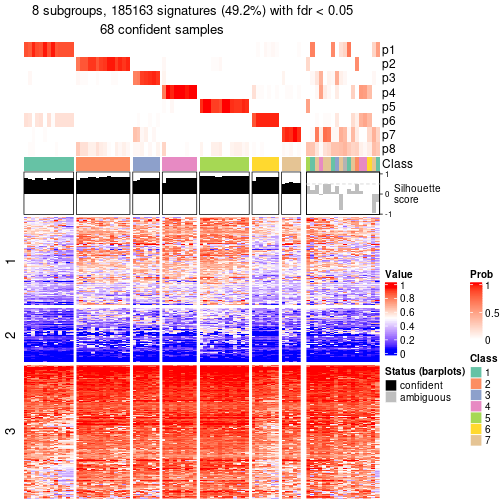 8 subgroups, 185163 signatures (49.2%) with fdr < 0.05
68 confident samples
p1
p2
p3
p4
p5
p6
p7
p8
Class
1
0
-1
Silhouette
score
1
2
3
Value
1
0.8
0.6
0.4
0.2
0
Status (barplots)
confident
ambiguous
Prob
1
0.5
0
Class
1
2
3
4
5
6
7